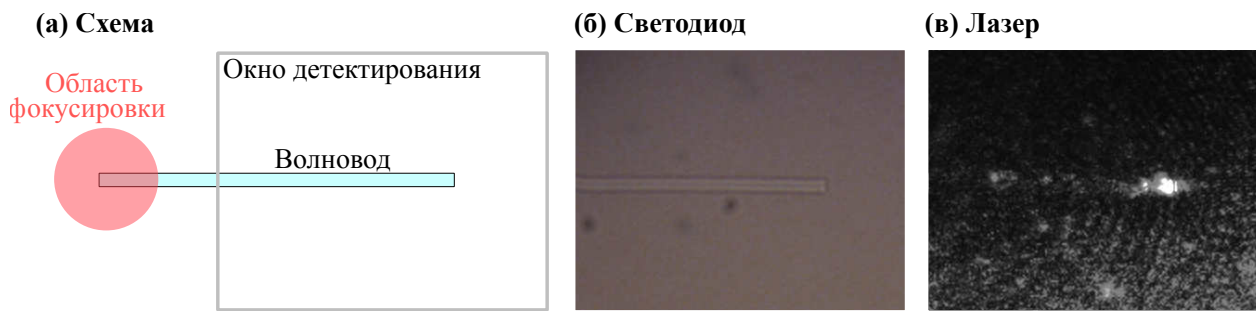 (а) Схема
(б) Светодиод
(в) Лазер
Область
фокусировки
Окно детектирования
Волновод